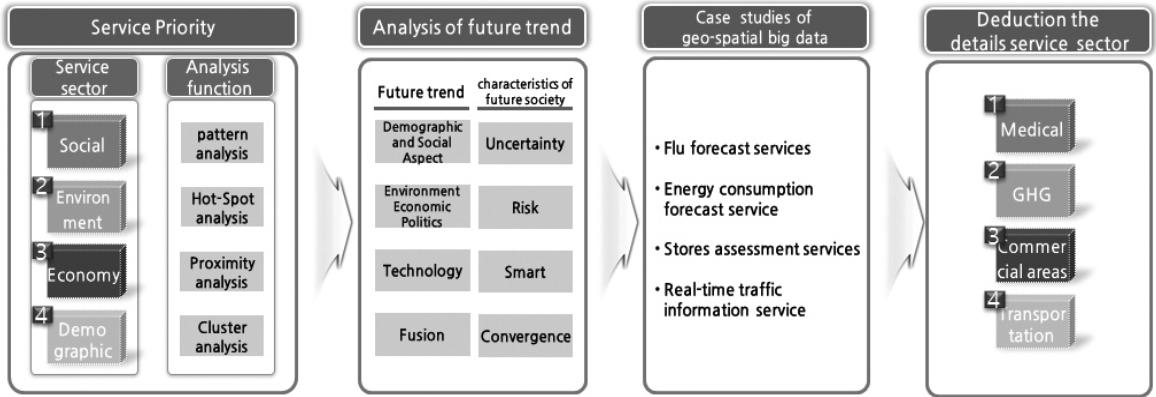 Service Priority
Service
sector
Analysis
function
1
Social
pattern
analysis
2
Environ
ment
Hot-Spot
analysis
3
Economy
Proximity
analysis
4
Demo
graphic
Cluster
analysis
Analysis of future trend
Future trend
characteristics of
future society
Demographic
and Social
Aspect
Uncertainty
Environment
Economic
Politics
Risk
Technology
Smart
Fusion
Convergence
Case studies of
geo-spatial big data
• Flu forecast services
• Energy consumption
forecast service
• Stores assessment services
• Real-time traffic
information service
Deduction the
details service sector
1
Medical
2
GHG
3
Commer
cial areas
4
Transpor
tation